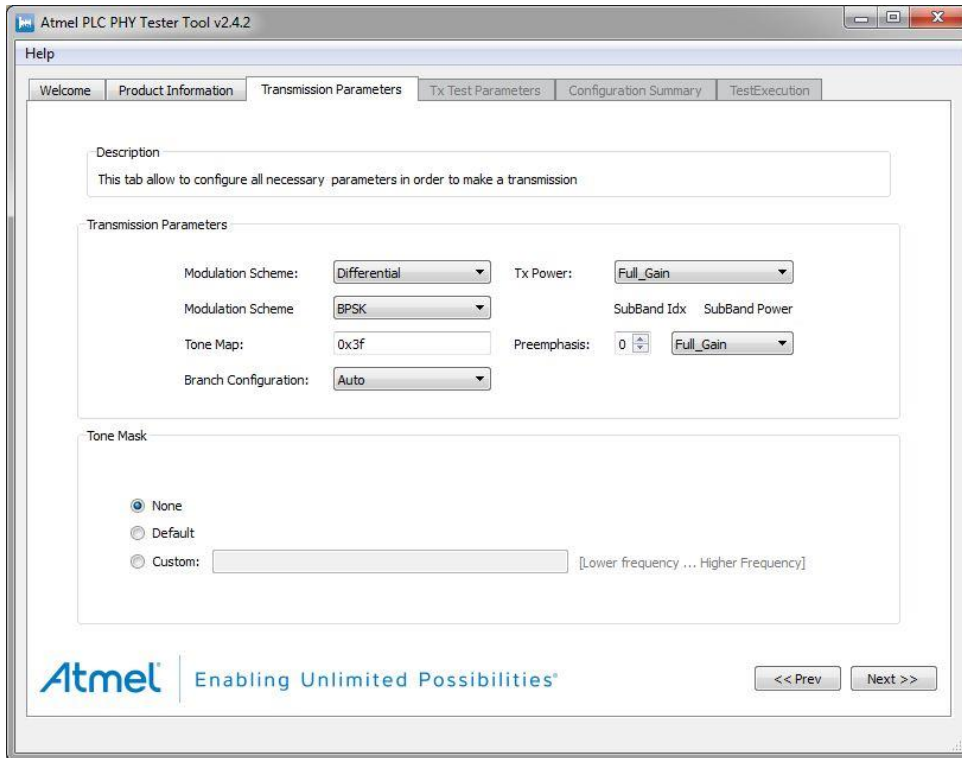 Atmel PLC PHY Tester Tool v2.4.2
Help
Welcome Product Information Transmission Parameters Tx Test Parameters Configuration Summary TestExecution
Description
This tab allow to configure all necessary parameters in order to make a transmission
Transmission Parameters
Modulation Scheme: Differential Tx Power: Full_Gain
Modulation Scheme BPSK SubBand Idx SubBand Power
Tone Map: 0x3f Preemphasis: 0 Full_Gain
Branch Configuration: Auto
Tone Mask
None
Default
Custom: [Lower frequency ... Higher Frequency]
Atmel Enabling Unlimited Possibilities®
<< Prev Next >>